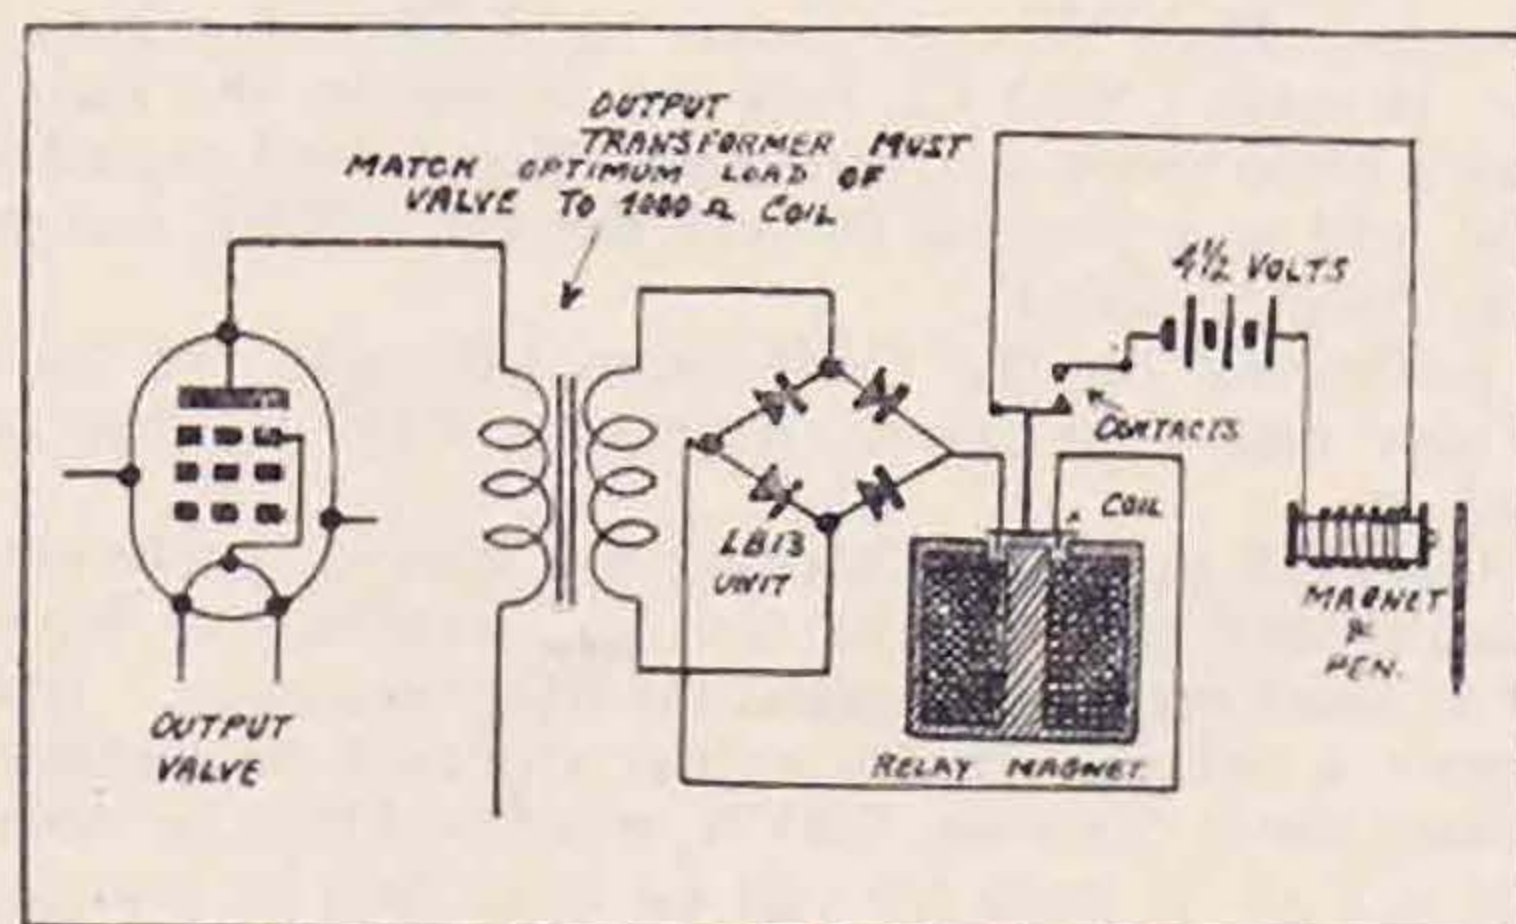 OUTPUT
TRANSFORMER MUST
MATCH OPTIMUM LOAD OF
VALVE TO 1000 Ω COIL
4½ VOLTS
CONTACTS
COIL
LB13
UNIT
MAGNET
&
PEN.
OUTPUT
VALVE
RELAY MAGNET